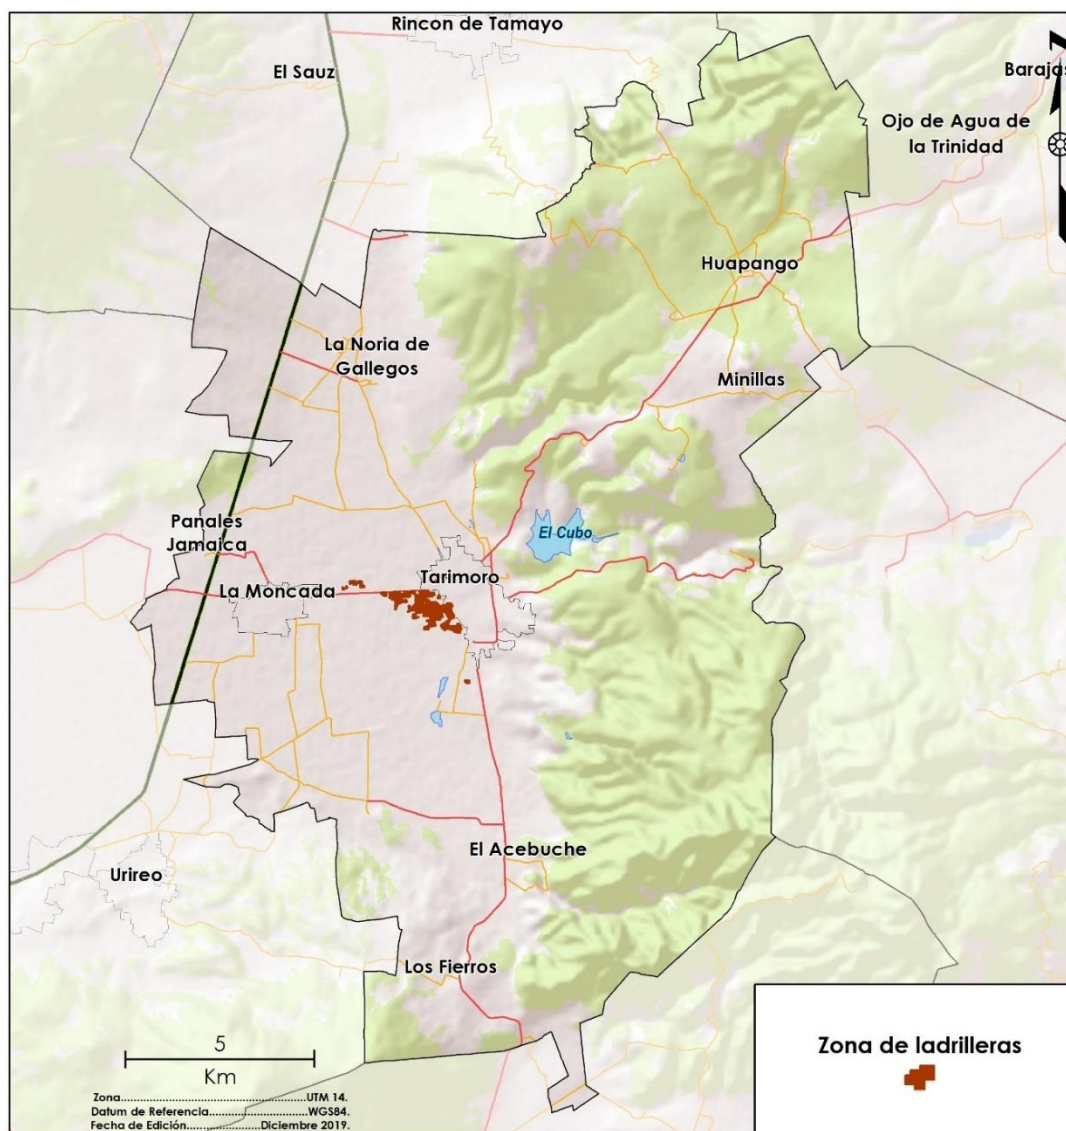 Rincon de Tamayo
El Sauz
Barajas
Ojo de Agua de
la Trinidad
Huapango
La Noria de
Gallegos
Minillas
Panales
Jamaica
El Cubo
Tarimoro
La Moncada
El Acebuche
Urireo
Los Fierros
5
Km
Zona de ladrilleras
Zona..............................................UTM 14.
Datum de Referencia....................WGS84.
Fecha de Edición................Diciembre 2019.